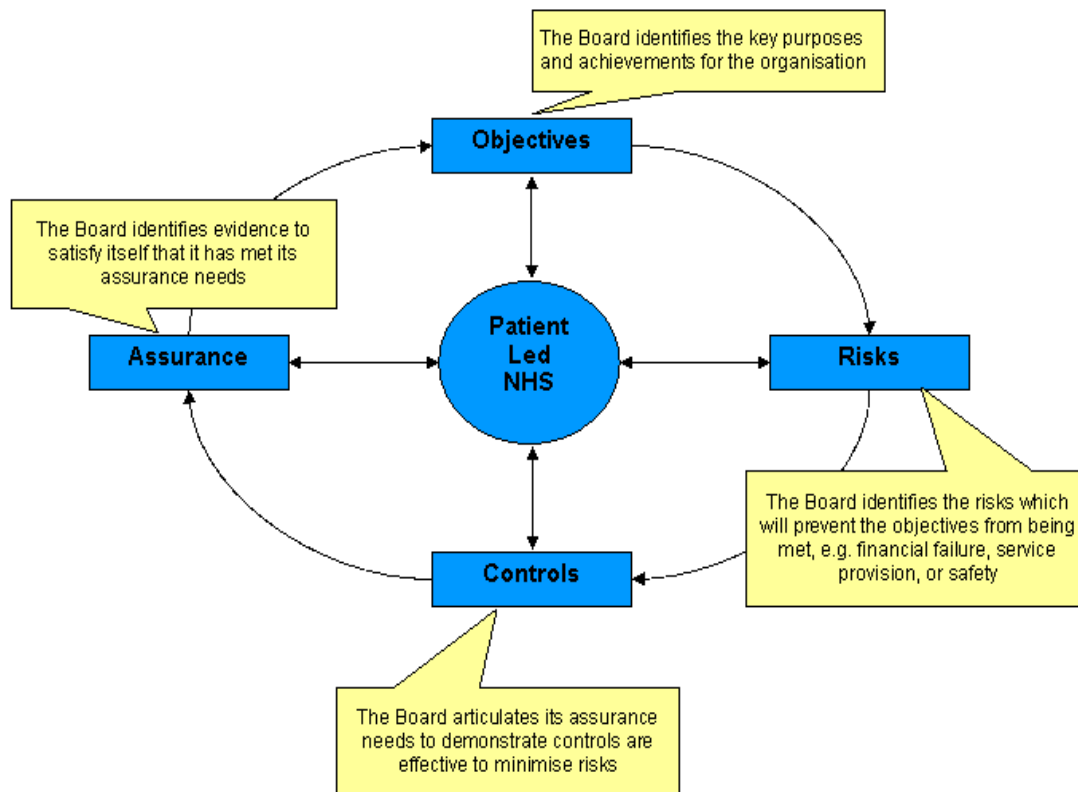 The Board identifies the key purposes
and achievements for the organisation
Objectives
The Board identifies evidence to
satisfy itself that it has met its
assurance needs
Patient
Led
NHS
Assurance
Risks
The Board identifies the risks which
will prevent the objectives from being
met, e.g. financial failure, service
provision, or safety
Controls
The Board articulates its assurance
needs to demonstrate controls are
effective to minimise risks